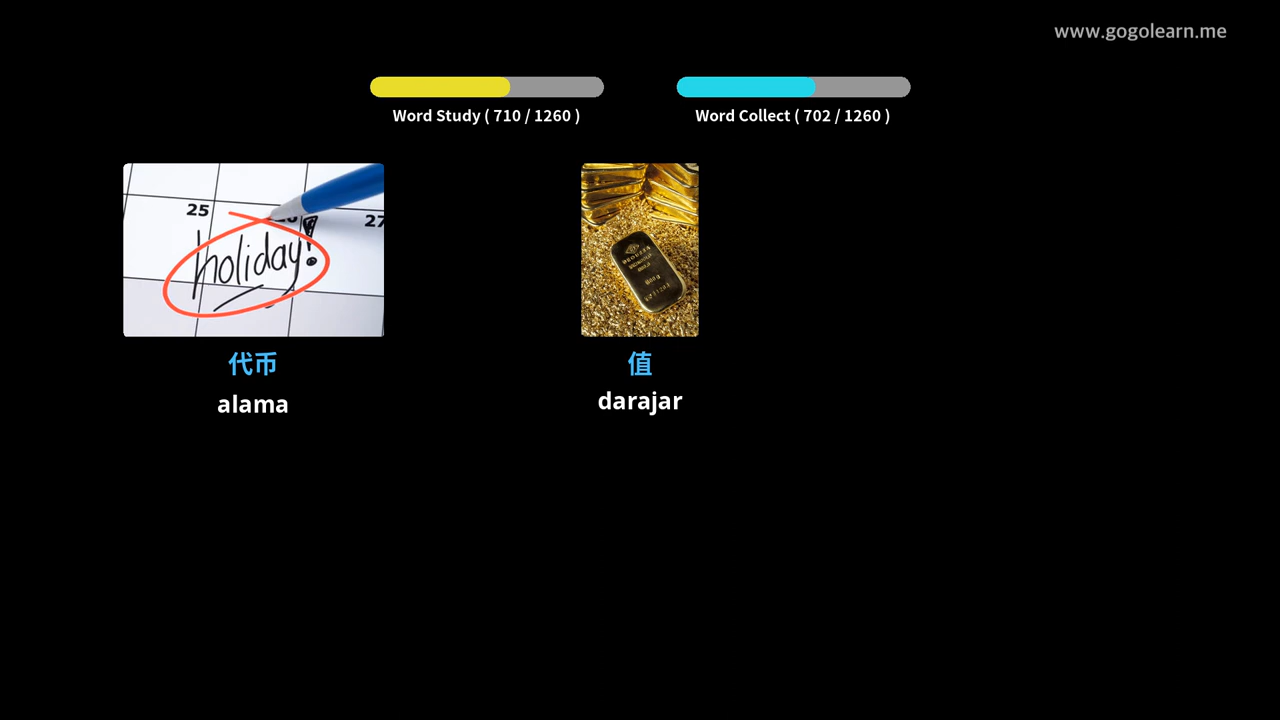 www.gogolearn.me
Word Study ( 710 / 1260 )
Word Collect ( 702 / 1260 )
25
27
holiday!
代币
值
alama
darajar